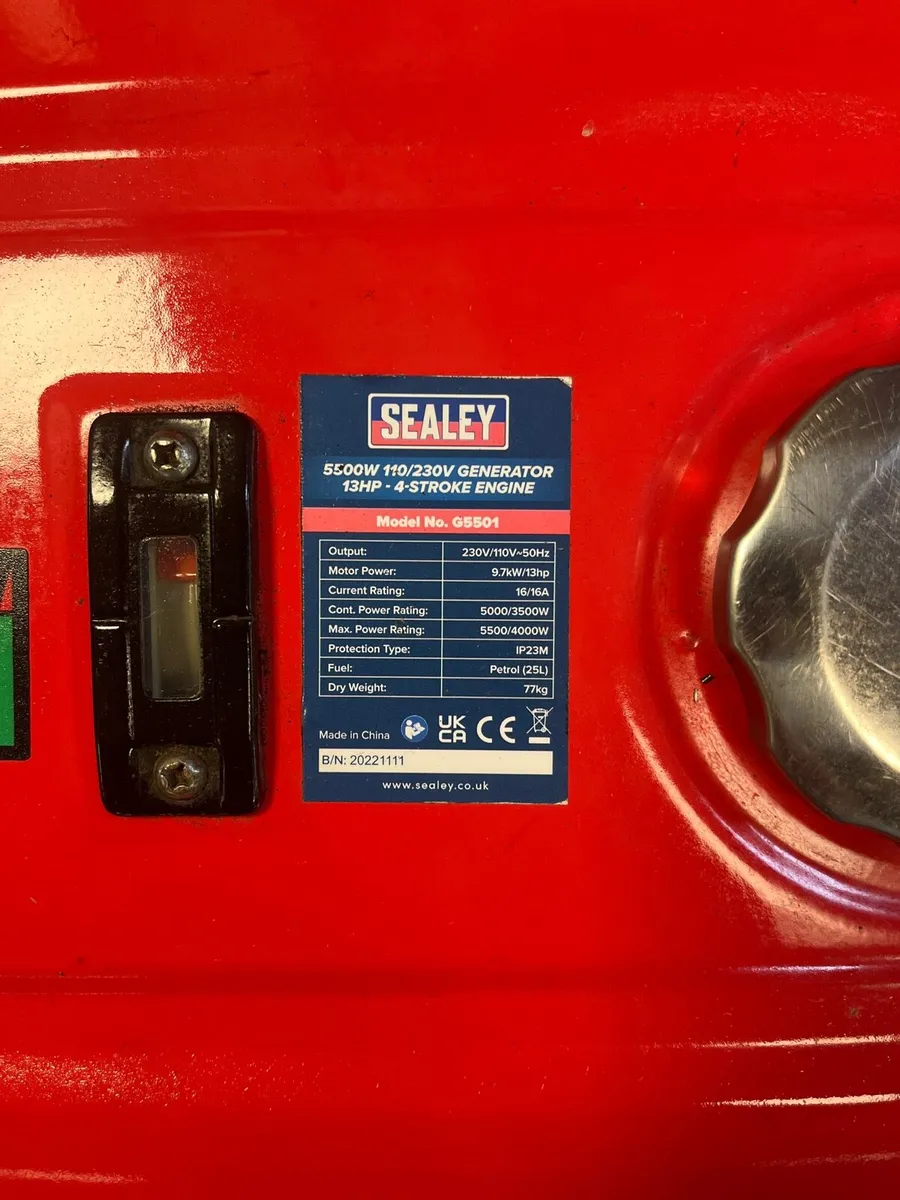 SEALEY
5500W 110/230V GENERATOR
13HP - 4-STROKE ENGINE
Model No. G5501
Output: 230V/110V~50Hz
Motor Power: 9.7kW/13hp
Current Rating: 16/16A
Cont. Power Rating: 5000/3500W
Max. Power Rating: 5500/4000W
Protection Type: IP23M
Fuel: Petrol (25L)
Dry Weight: 77kg
Made in China
UK
CA
CE
B/N: 20221111
www.sealey.co.uk